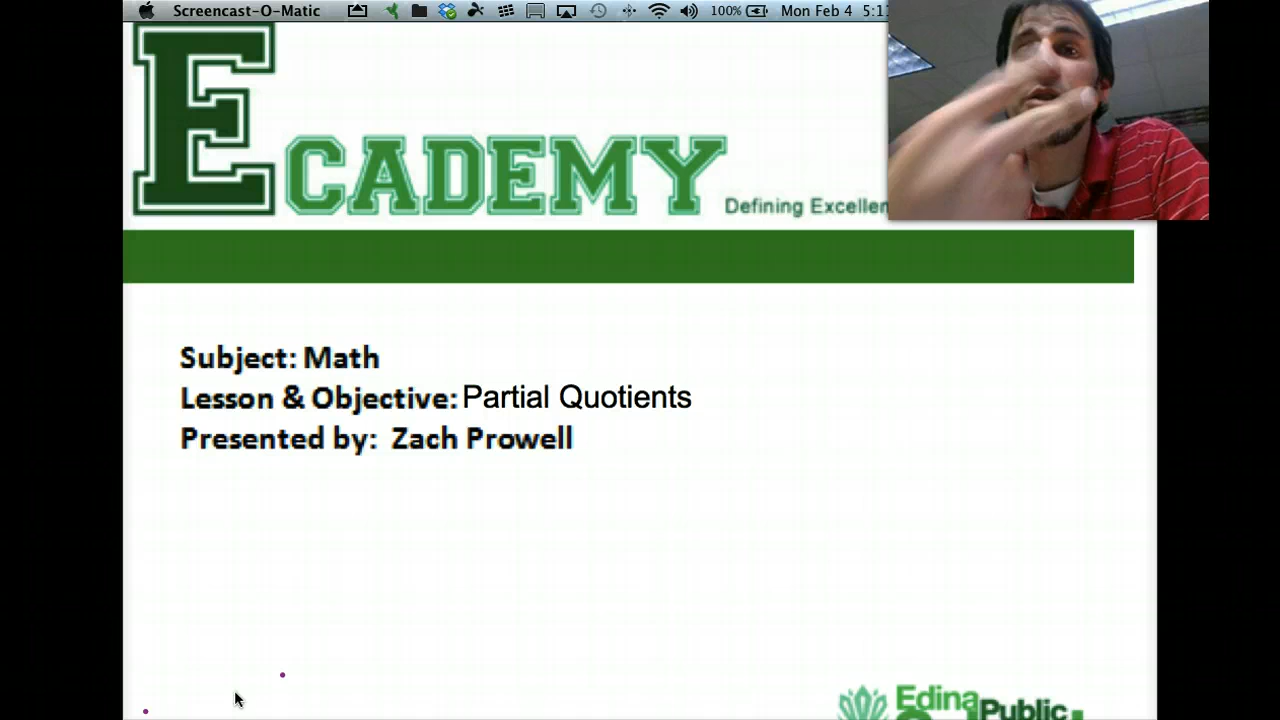 Screencast-O-Matic 100% Mon Feb 4
ECADEMY
Defining
Subject: Math
Lesson & Objective: Partial Quotients
Presented by: Zach Prowell
Edina
Public